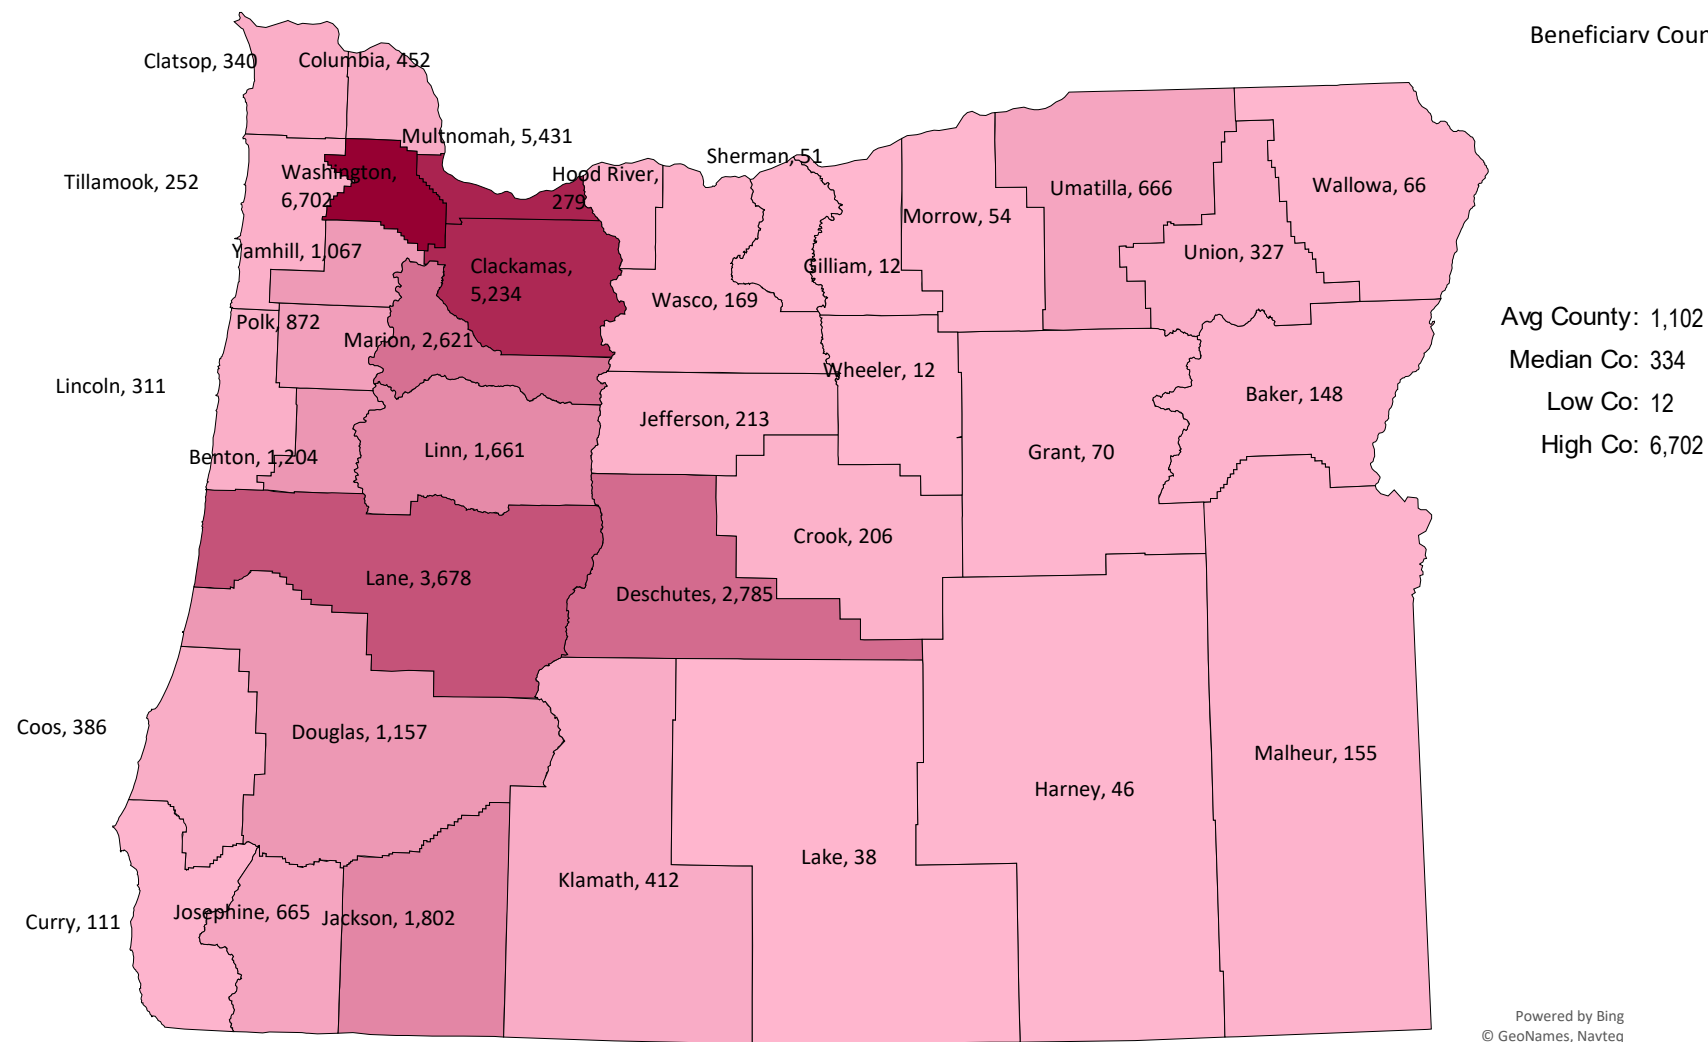 Beneficiary Coun
Clatsop, 340
Columbia, 452
Multnomah, 5,431
Sherman, 51
Washington,
6,702
Hood River,
279
Tillamook, 252
Umatilla, 666
Wallowa, 66
Morrow, 54
Yamhill, 1,067
Union, 327
Clackamas,
5,234
Gilliam, 12
Wasco, 169
Polk, 872
Marion, 2,621
Avg County: 1,102
Median Co: 334
Low Co: 12
High Co: 6,702
Wheeler, 12
Lincoln, 311
Baker, 148
Jefferson, 213
Benton, 1,204
Linn, 1,661
Grant, 70
Crook, 206
Lane, 3,678
Deschutes, 2,785
Coos, 386
Douglas, 1,157
Malheur, 155
Harney, 46
Lake, 38
Klamath, 412
Curry, 111
Josephine, 665
Jackson, 1,802
Powered by Bing
© GeoNames, Navteq